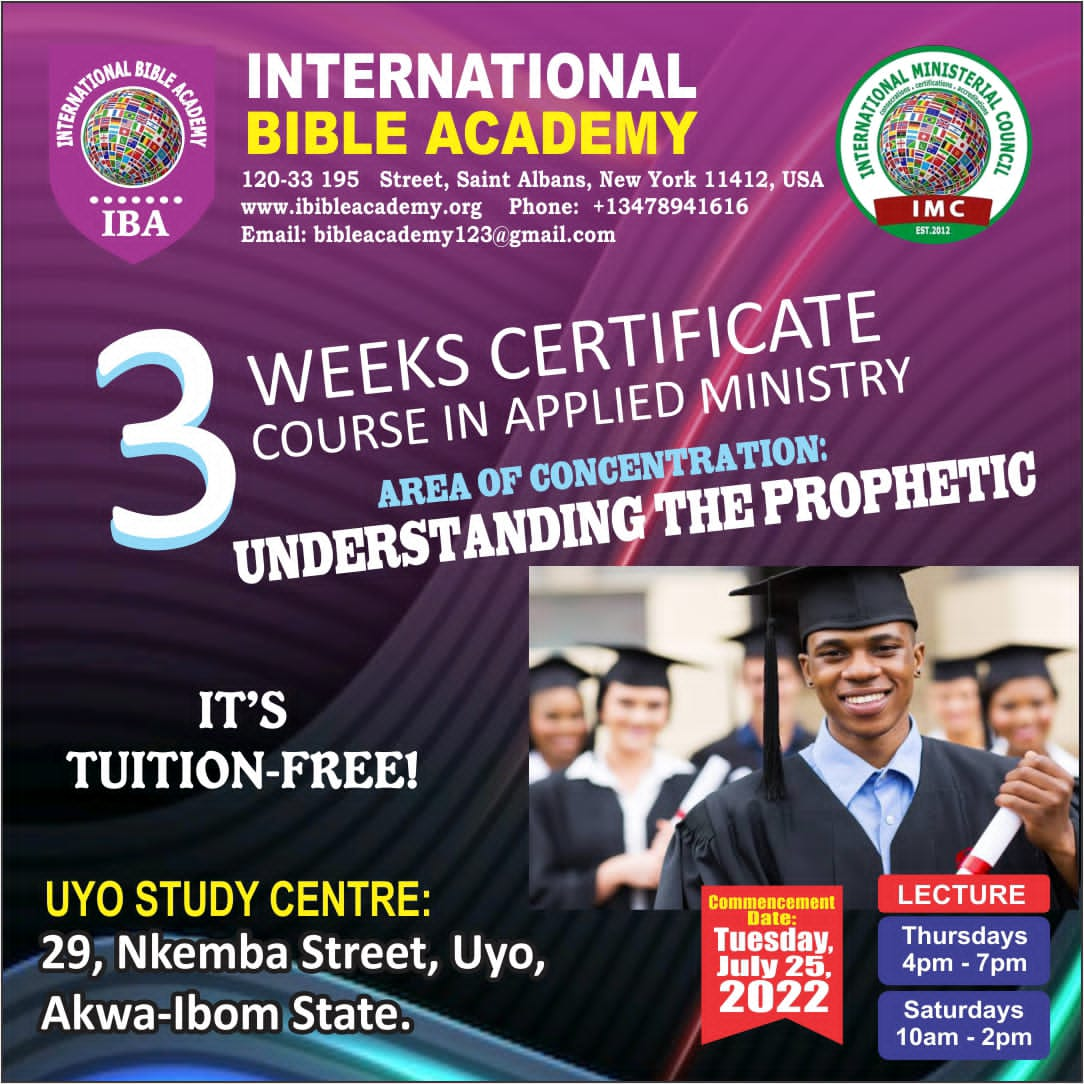 INTERNATIONAL BIBLE ACADEMY
IBA
INTERNATIONAL
BIBLE ACADEMY
120-33 195 Street, Saint Albans, New York 11412, USA
www.ibibleacademy.org Phone: +13478941616
Email: bibleacademy123@gmail.com
INTERNATIONAL MINISTERIAL COUNCIL
connections . certifications . accreditations
IMC
EST.2012
3 WEEKS CERTIFICATE
COURSE IN APPLIED MINISTRY
AREA OF CONCENTRATION:
UNDERSTANDING THE PROPHETIC
IT'S
TUITION-FREE!
UYO STUDY CENTRE:
29, Nkemba Street, Uyo,
Akwa-Ibom State.
Commencement
Date:
Tuesday,
July 25,
2022
LECTURE
Thursdays
4pm - 7pm
Saturdays
10am - 2pm